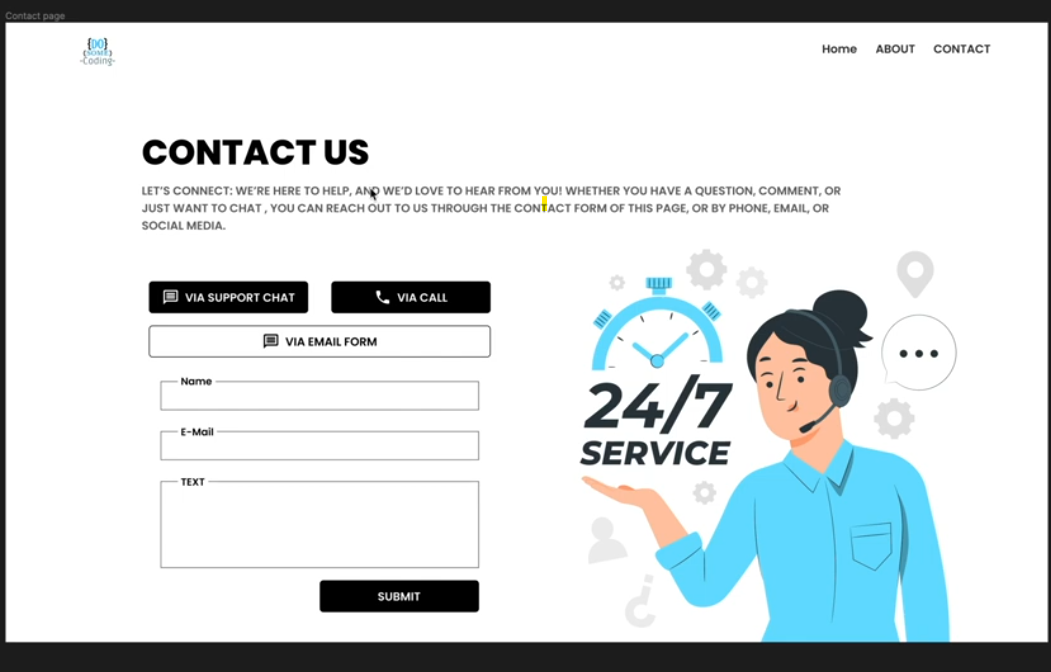 Contact page
{DO}
{SOME}
-Coding-
Home ABOUT CONTACT
CONTACT US
LET'S CONNECT: WE'RE HERE TO HELP, AND WE'D LOVE TO HEAR FROM YOU! WHETHER YOU HAVE A QUESTION, COMMENT, OR
JUST WANT TO CHAT , YOU CAN REACH OUT TO US THROUGH THE CONTACT FORM OF THIS PAGE, OR BY PHONE, EMAIL, OR
SOCIAL MEDIA.
VIA SUPPORT CHAT VIA CALL
VIA EMAIL FORM
Name
E-Mail
TEXT
SUBMIT
24/7
SERVICE